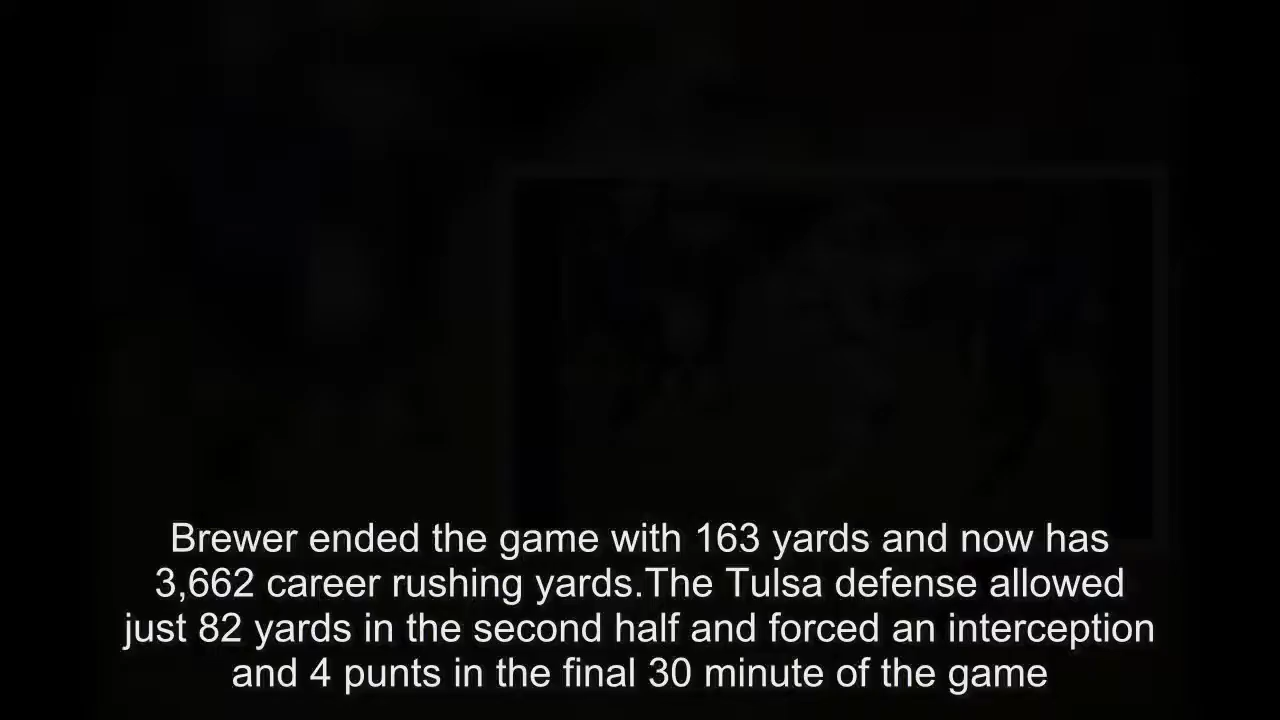 Brewer ended the game with 163 yards and now has
3,662 career rushing yards.The Tulsa defense allowed
just 82 yards in the second half and forced an interception
and 4 punts in the final 30 minute of the game